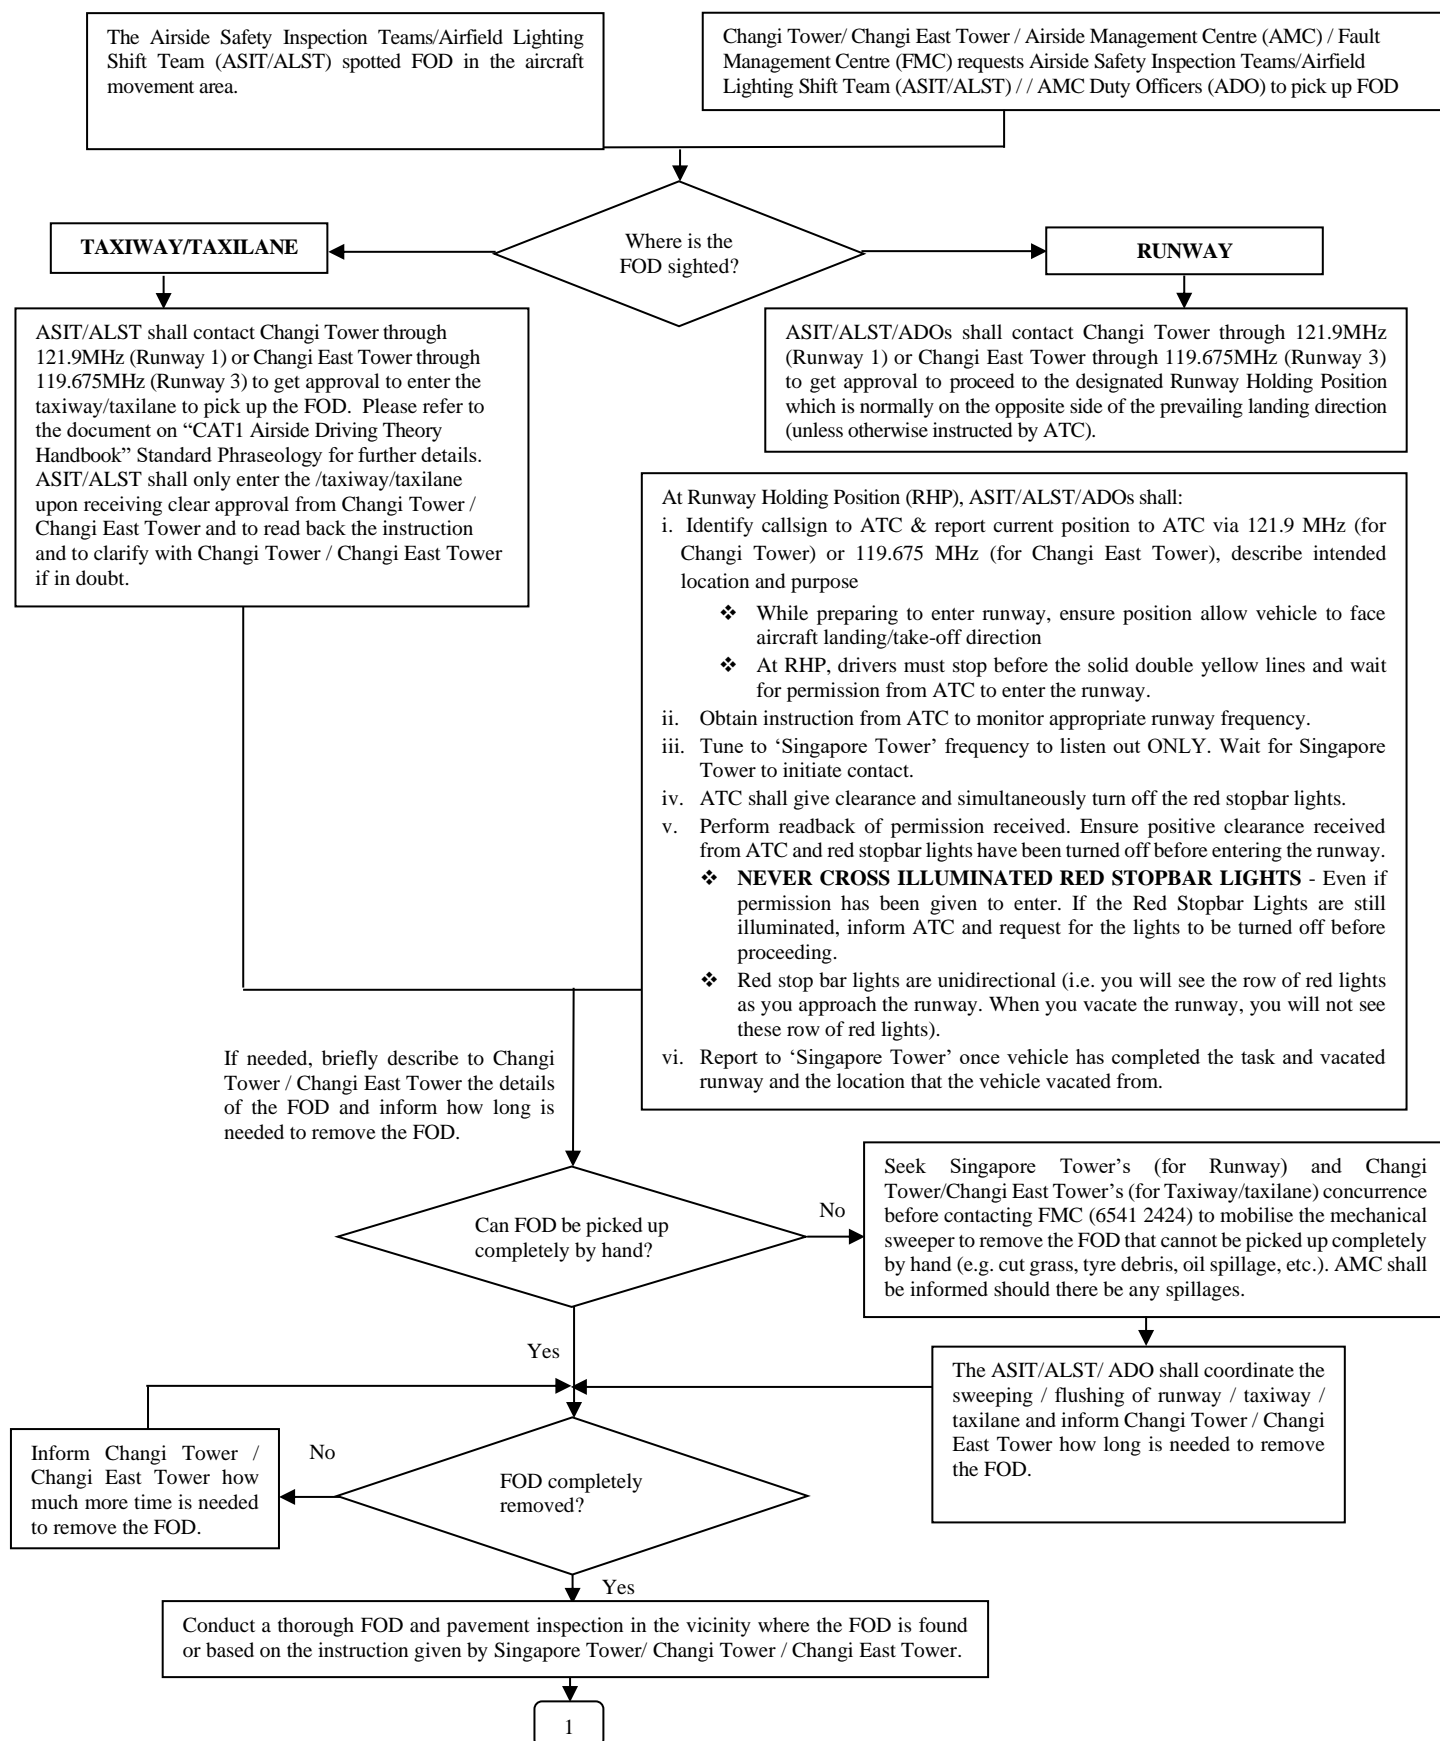 The Airside Safety Inspection Teams/Airfield Lighting
Shift Team (ASIT/ALST) spotted FOD in the aircraft
movement area.
Changi Tower/ Changi East Tower / Airside Management Centre (AMC) / Fault
Management Centre (FMC) requests Airside Safety Inspection Teams/Airfield
Lighting Shift Team (ASIT/ALST) / / AMC Duty Officers (ADO) to pick up FOD
Where is the
FOD sighted?
TAXIWAY/TAXILANE
RUNWAY
ASIT/ALST shall contact Changi Tower through
121.9MHz (Runway 1) or Changi East Tower through
119.675MHz (Runway 3) to get approval to enter the
taxiway/taxilane to pick up the FOD.  Please refer to
the document on “CAT1 Airside Driving Theory
Handbook” Standard Phraseology for further details.
ASIT/ALST shall only enter the /taxiway/taxilane
upon receiving clear approval from Changi Tower /
Changi East Tower and to read back the instruction
and to clarify with Changi Tower / Changi East Tower
if in doubt.
ASIT/ALST/ADOs shall contact Changi Tower through 121.9MHz
(Runway 1) or Changi East Tower through 119.675MHz (Runway 3)
to get approval to proceed to the designated Runway Holding Position
which is normally on the opposite side of the prevailing landing direction
(unless otherwise instructed by ATC).
At Runway Holding Position (RHP), ASIT/ALST/ADOs shall:
i. Identify callsign to ATC & report current position to ATC via 121.9 MHz (for
Changi Tower) or 119.675 MHz (for Changi East Tower), describe intended
location and purpose
❖ While preparing to enter runway, ensure position allow vehicle to face
aircraft landing/take-off direction
❖ At RHP, drivers must stop before the solid double yellow lines and wait
for permission from ATC to enter the runway.
ii. Obtain instruction from ATC to monitor appropriate runway frequency.
iii. Tune to ‘Singapore Tower’ frequency to listen out ONLY. Wait for Singapore
Tower to initiate contact.
iv. ATC shall give clearance and simultaneously turn off the red stopbar lights.
v. Perform readback of permission received. Ensure positive clearance received
from ATC and red stopbar lights have been turned off before entering the runway.
❖ NEVER CROSS ILLUMINATED RED STOPBAR LIGHTS - Even if
permission has been given to enter. If the Red Stopbar Lights are still
illuminated, inform ATC and request for the lights to be turned off before
proceeding.
❖ Red stop bar lights are unidirectional (i.e. you will see the row of red lights
as you approach the runway. When you vacate the runway, you will not see
these row of red lights).
vi. Report to ‘Singapore Tower’ once vehicle has completed the task and vacated
runway and the location that the vehicle vacated from.
If needed, briefly describe to Changi
Tower / Changi East Tower the details
of the FOD and inform how long is
needed to remove the FOD.
Can FOD be picked up
completely by hand?
No
Seek Singapore Tower’s (for Runway) and Changi
Tower/Changi East Tower’s (for Taxiway/taxilane) concurrence
before contacting FMC (6541 2424) to mobilise the mechanical
sweeper to remove the FOD that cannot be picked up completely
by hand (e.g. cut grass, tyre debris, oil spillage, etc.). AMC shall
be informed should there be any spillages.
Yes
The ASIT/ALST/ ADO shall coordinate the
sweeping / flushing of runway / taxiway /
taxilane and inform Changi Tower / Changi
East Tower how long is needed to remove
the FOD.
Inform Changi Tower /
Changi East Tower how
much more time is needed
to remove the FOD.
No
FOD completely
removed?
Yes
Conduct a thorough FOD and pavement inspection in the vicinity where the FOD is found
or based on the instruction given by Singapore Tower/ Changi Tower / Changi East Tower.
1